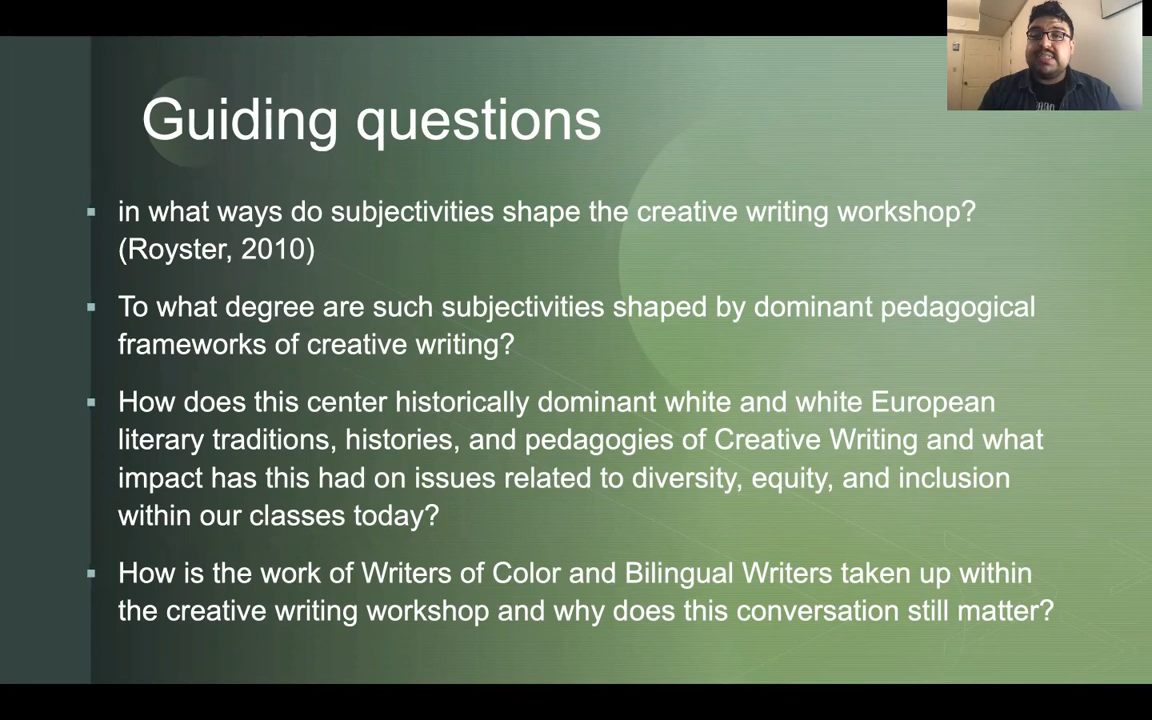 Guiding questions
in what ways do subjectivities shape the creative writing workshop?
(Royster, 2010)
To what degree are such subjectivities shaped by dominant pedagogical
frameworks of creative writing?
How does this center historically dominant white and white European
literary traditions, histories, and pedagogies of Creative Writing and what
impact has this had on issues related to diversity, equity, and inclusion
within our classes today?
How is the work of Writers of Color and Bilingual Writers taken up within
the creative writing workshop and why does this conversation still matter?